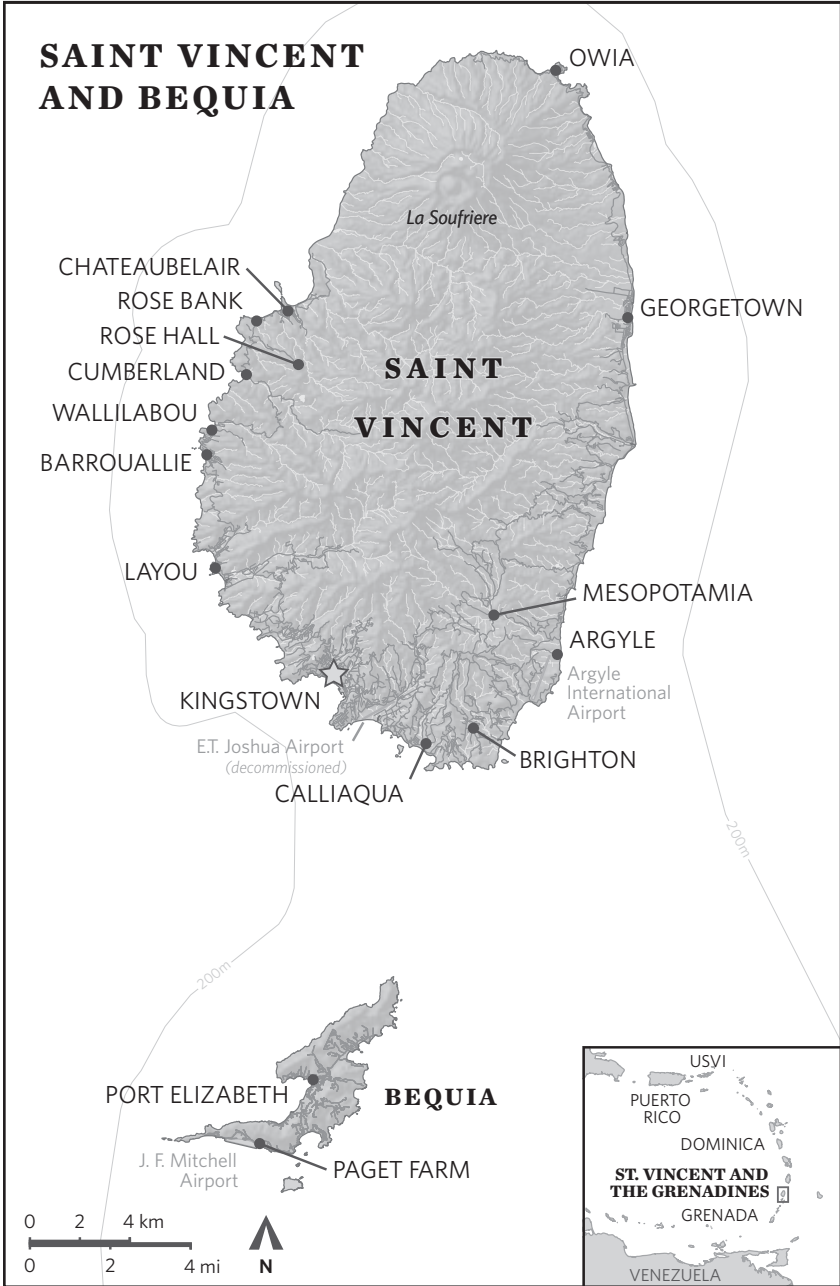 SAINT VINCENT
AND BEQUIA
OWIA
La Soufriere
CHATEAUBELAIR
ROSE BANK
GEORGETOWN
ROSE HALL
SAINT
CUMBERLAND
WALLILABOU
VINCENT
BARROUALLIE
LAYOU
MESOPOTAMIA
ARGYLE
Argyle
International
Airport
KINGSTOWN
E.T. Joshua Airport
(decommissioned)
BRIGHTON
CALLIAQUA
200m
200m
PORT ELIZABETH
BEQUIA
J. F. Mitchell
Airport
PAGET FARM
0 2 4 km
0 2 4 mi
N
USVI
PUERTO
RICO
DOMINICA
ST. VINCENT AND
THE GRENADINES
GRENADA
VENEZUELA